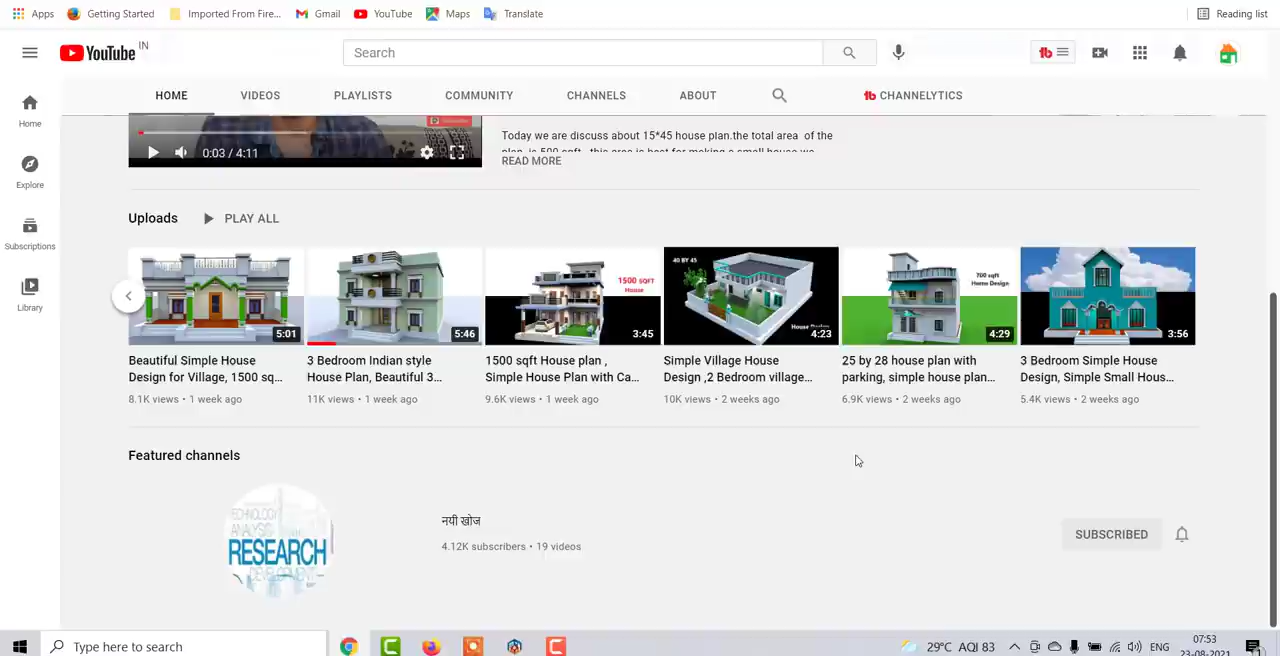 Apps Getting Started Imported From Fire... Gmail YouTube Maps Translate Reading list
YouTube IN Search
HOME VIDEOS PLAYLISTS COMMUNITY CHANNELS ABOUT CHANNELYTICS
Home
Explore
Subscriptions
Library
0:03 / 4:11
Today we are discuss about 15*45 house plan.the total area of the
READ MORE
Uploads PLAY ALL
5:01
Beautiful Simple House
Design for Village, 1500 sq...
8.1K views • 1 week ago
5:46
3 Bedroom Indian style
House Plan, Beautiful 3...
11K views • 1 week ago
1500 SQFT
House
3:45
1500 sqft House plan ,
Simple House Plan with Ca...
9.6K views • 1 week ago
40 BY 45
House Design
4:23
Simple Village House
Design ,2 Bedroom village...
10K views • 2 weeks ago
700 sqft
Home Design
4:29
25 by 28 house plan with
parking, simple house plan...
6.9K views • 2 weeks ago
3:56
3 Bedroom Simple House
Design, Simple Small Hous...
5.4K views • 2 weeks ago
Featured channels
TECHNOLOGY
ANALYSIS
RESEARCH
DEVELOPMENT
नयी खोज
4.12K subscribers • 19 videos
SUBSCRIBED
Type here to search
29°C AQI 83 ENG
07:53
23-08-2021